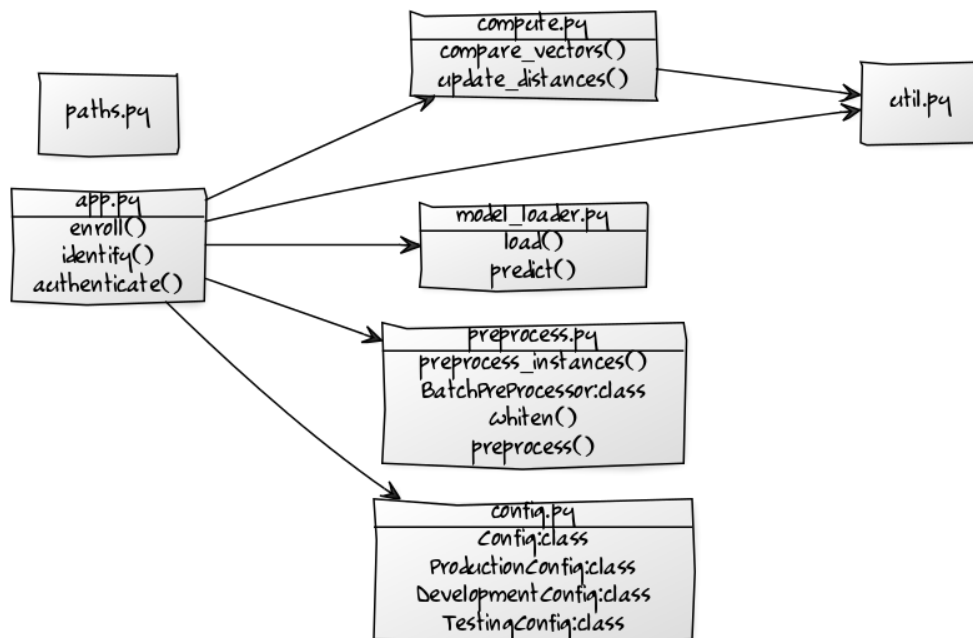 compute.py
compare_vectors()
update_distances()
paths.py
util.py
app.py
enroll()
identify()
authenticate()
model_loader.py
load()
predict()
preprocess.py
preprocess_instances()
BatchPreProcessor:class
whiten()
preprocess()
config.py
Config:class
ProductionConfig:class
DevelopmentConfig:class
TestingConfig:class